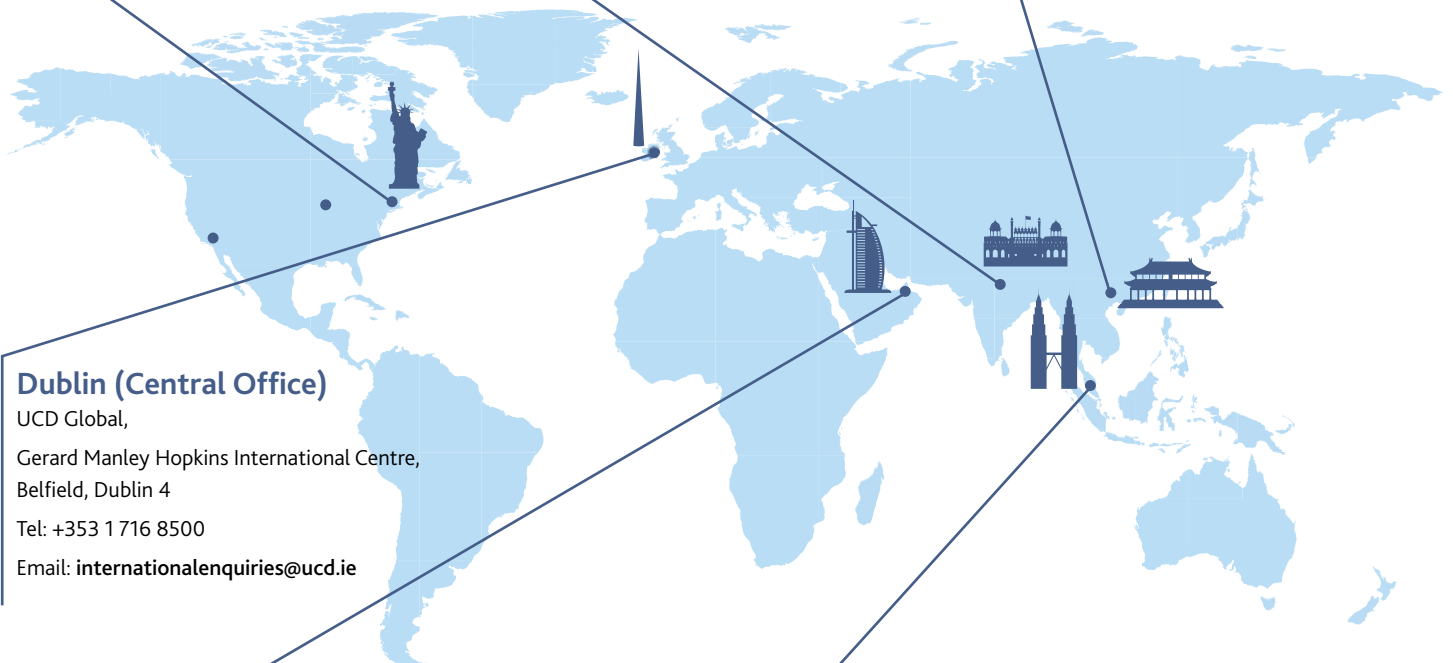 Dublin (Central Office)
UCD Global,
Gerard Manley Hopkins International Centre,
Belfield, Dublin 4
Tel: +353 1 716 8500
Email: internationalenquiries@ucd.ie